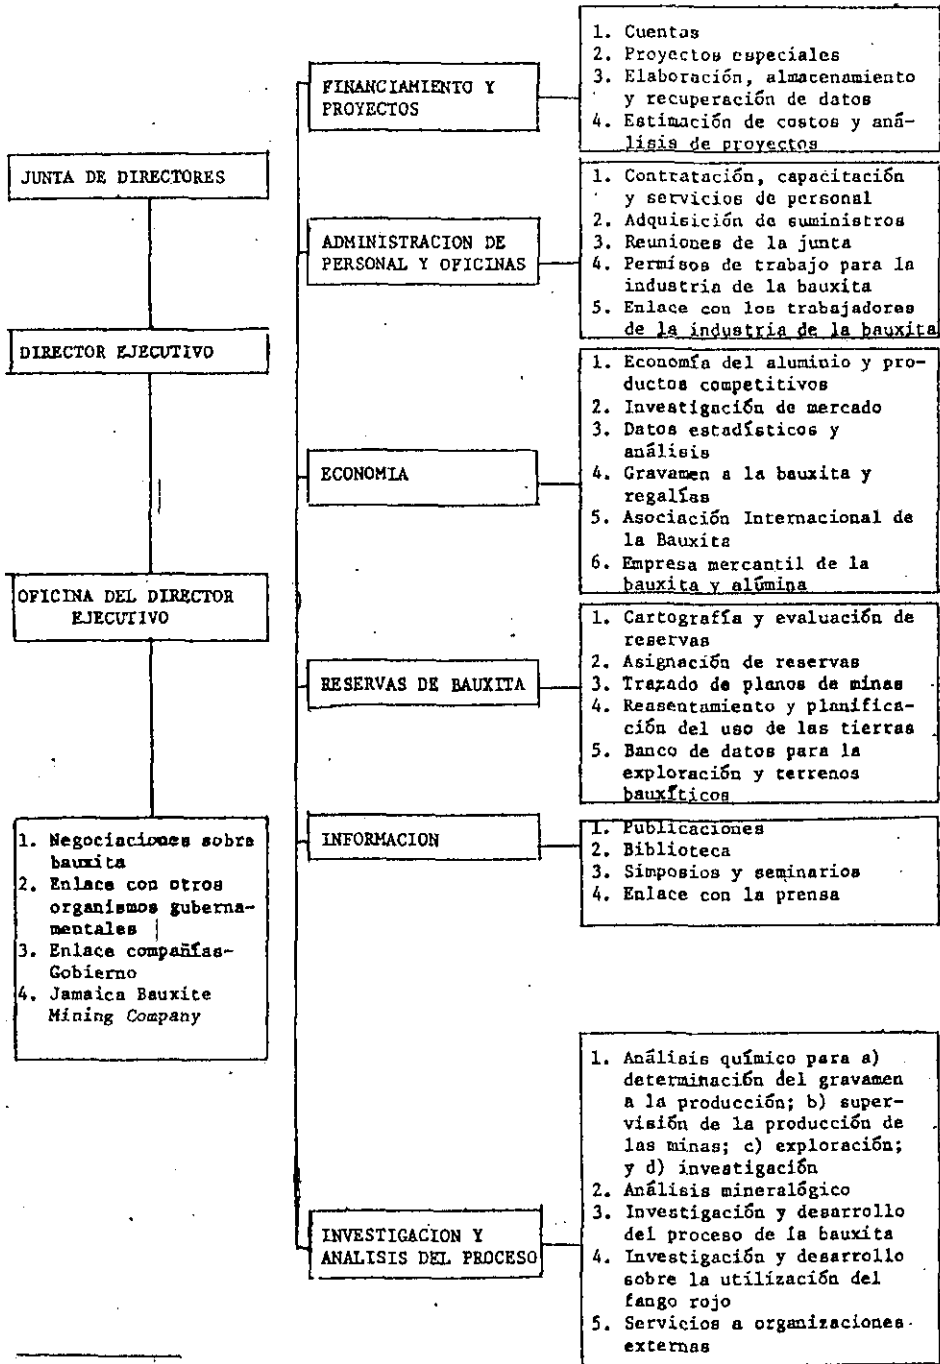 JUNTA DE DIRECTORES
DIRECTOR EJECUTIVO
OFICINA DEL DIRECTOR
EJECUTIVO
1. Negociaciones sobre
bauxita
2. Enlace con otros
organismos guberna-
mentales
3. Enlace compañías-
Gobierno
4. Jamaica Bauxite
Mining Company
FINANCIAMIENTO Y
PROYECTOS
1. Cuentas
2. Proyectos especiales
3. Elaboración, almacenamiento
y recuperación de datos
4. Estimación de costos y aná-
lisis de proyectos
ADMINISTRACION DE
PERSONAL Y OFICINAS
1. Contratación, capacitación
y servicios de personal
2. Adquisición de suministros
3. Reuniones de la junta
4. Permisos de trabajo para la
industria de la bauxita
5. Enlace con los trabajadores
de la industria de la bauxita
ECONOMIA
1. Economía del aluminio y pro-
ductos competitivos
2. Investigación de mercado
3. Datos estadísticos y
análisis
4. Gravamen a la bauxita y
regalías
5. Asociación Internacional de
la Bauxita
6. Empresa mercantil de la
bauxita y alúmina
RESERVAS DE BAUXITA
1. Cartografía y evaluación de
reservas
2. Asignación de reservas
3. Trazado de planos de minas
4. Reasentamiento y planifica-
ción del uso de las tierras
5. Banco de datos para la
exploración y terrenos
bauxíticos
INFORMACION
1. Publicaciones
2. Biblioteca
3. Simposios y seminarios
4. Enlace con la prensa
INVESTIGACION Y
ANALISIS DEL PROCESO
1. Análisis químico para a)
determinación del gravamen
a la producción; b) super-
visión de la producción de
las minas; c) exploración;
y d) investigación
2. Análisis mineralógico
3. Investigación y desarrollo
del proceso de la bauxita
4. Investigación y desarrollo
sobre la utilización del
fango rojo
5. Servicios a organizaciones
externas